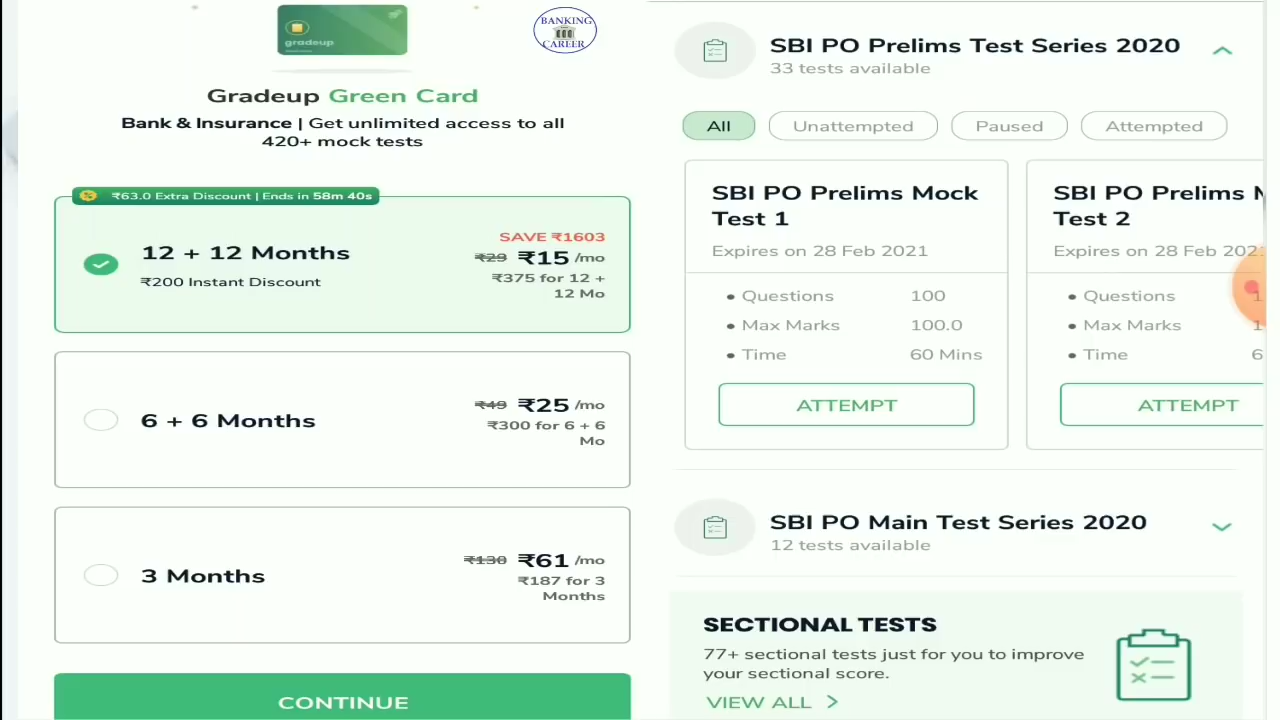 gradeup
BANKING
CAREER
Gradeup Green Card
Bank & Insurance | Get unlimited access to all
420+ mock tests
₹63.0 Extra Discount | Ends in 58m 40s
12 + 12 Months
₹200 Instant Discount
SAVE ₹1603
₹29 ₹15 /mo
₹375 for 12 +
12 Mo
6 + 6 Months
₹49 ₹25 /mo
₹300 for 6 + 6
Mo
3 Months
₹130 ₹61 /mo
₹187 for 3
Months
CONTINUE
SBI PO Prelims Test Series 2020
33 tests available
All Unattempted Paused Attempted
SBI PO Prelims Mock
Test 1
Expires on 28 Feb 2021
• Questions 100
• Max Marks 100.0
• Time 60 Mins
ATTEMPT
SBI PO Prelims
Test 2
Expires on 28 Feb
• Questions
• Max Marks
• Time
ATTEMPT
SBI PO Main Test Series 2020
12 tests available
SECTIONAL TESTS
77+ sectional tests just for you to improve
your sectional score.
VIEW ALL >